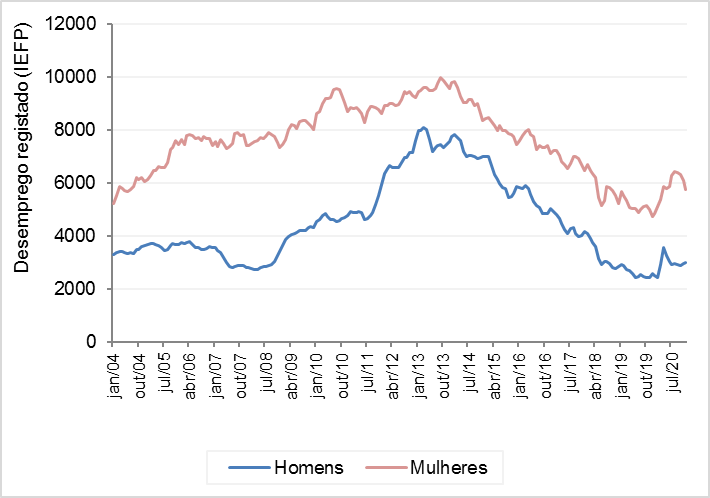 Desemprego registado (IEFP)
12000
10000
8000
6000
4000
2000
0
jan/04
out/04
jul/05
abr/06
jan/07
out/07
jul/08
abr/09
jan/10
out/10
jul/11
abr/12
jan/13
out/13
jul/14
abr/15
jan/16
out/16
jul/17
abr/18
jan/19
out/19
jul/20
Homens
Mulheres